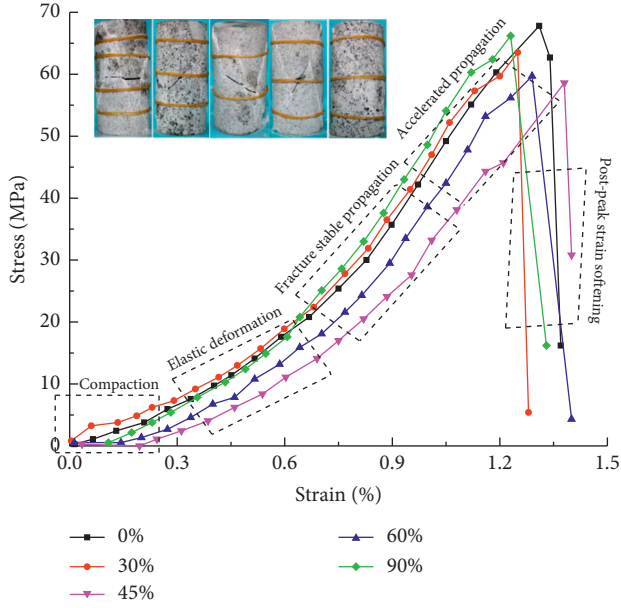 70
60
50
40
30
20
10
0
Stress (MPa)
Compaction
Elastic deformation
Fracture stable propagation
Accelerated propagation
Post-peak strain softening
0.0
0.3
0.6
0.9
1.2
1.5
Strain (%)
0%
30%
45%
60%
90%